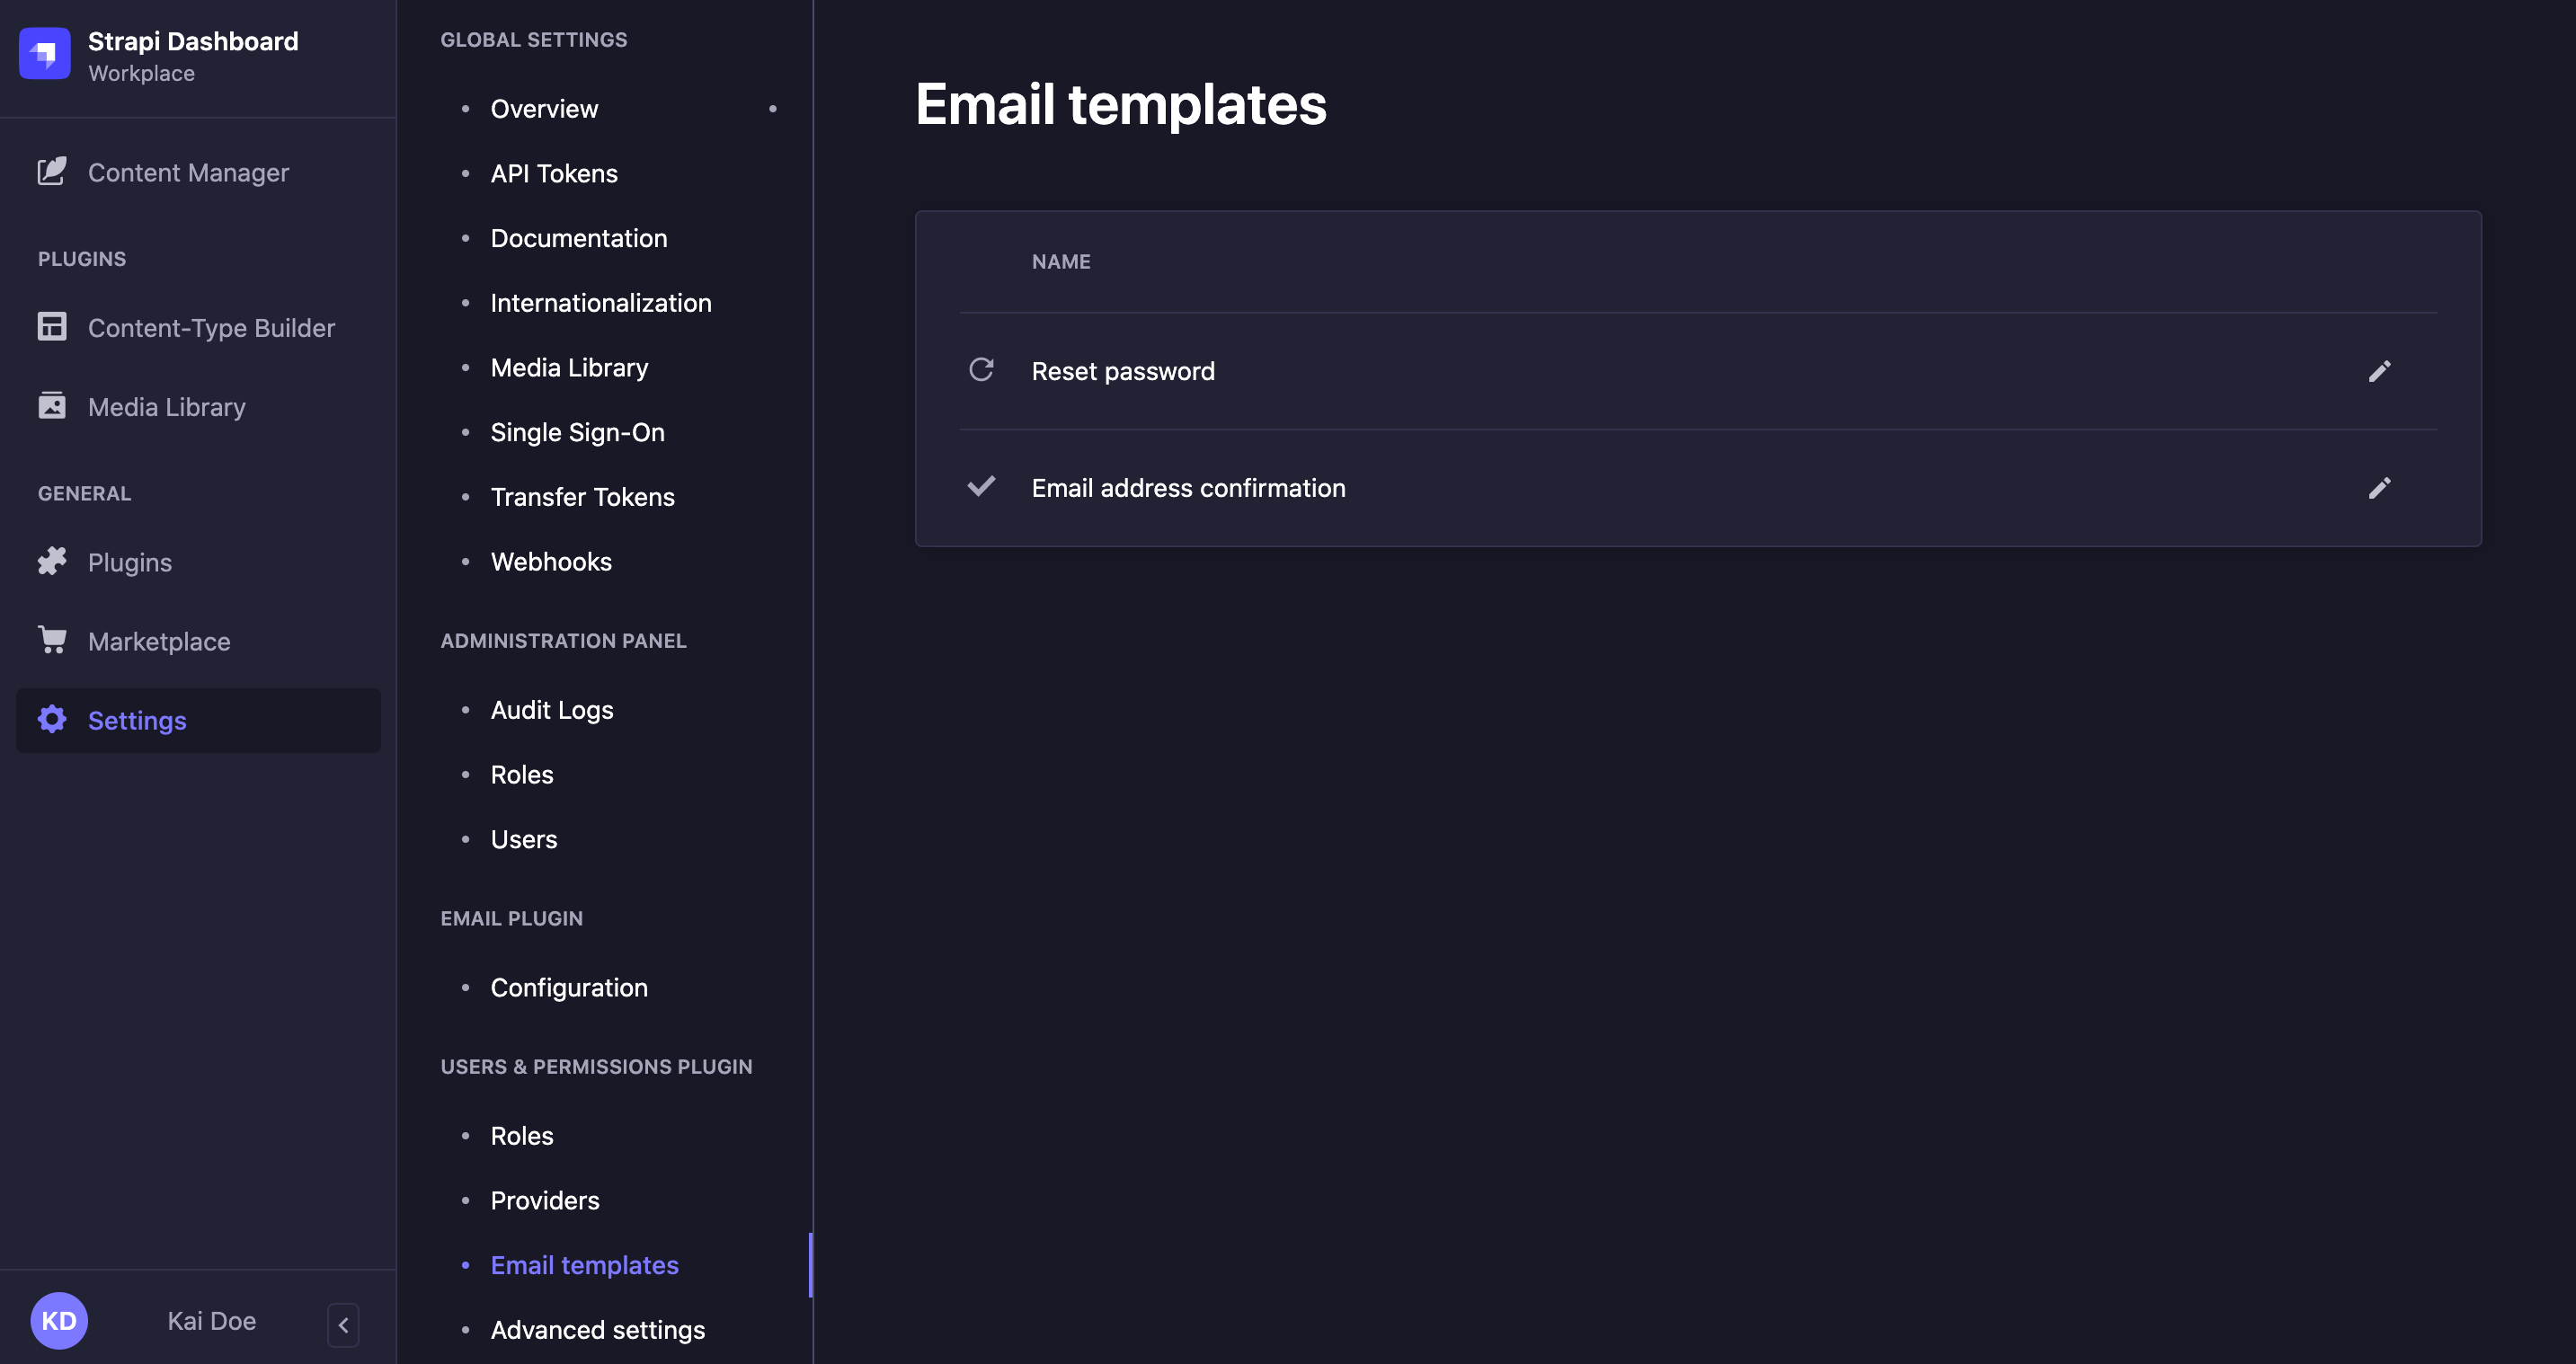 Strapi Dashboard
Workplace
Content Manager
PLUGINS
Content-Type Builder
Media Library
GENERAL
Plugins
Marketplace
Settings
KD
Kai Doe
GLOBAL SETTINGS
Overview
API Tokens
Documentation
Internationalization
Media Library
Single Sign-On
Transfer Tokens
Webhooks
ADMINISTRATION PANEL
Audit Logs
Roles
Users
EMAIL PLUGIN
Configuration
USERS & PERMISSIONS PLUGIN
Roles
Providers
Email templates
Advanced settings
Email templates
NAME
Reset password
Email address confirmation